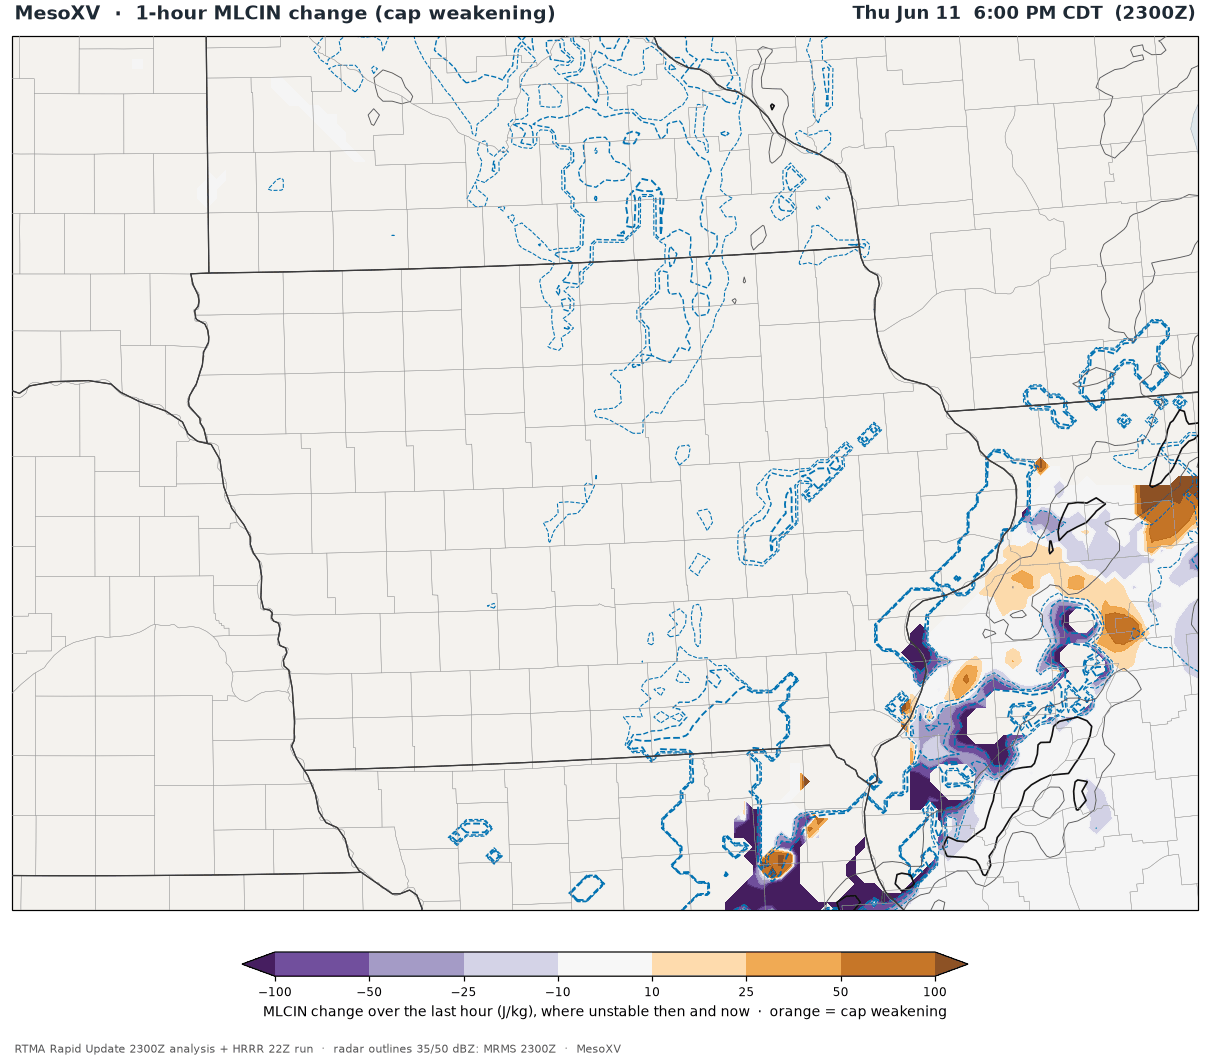 MesoXV · 1-hour MLCIN change (cap weakening)
Thu Jun 11 6:00 PM CDT (2300Z)
−100 −50 −25 −10 10 25 50 100
MLCIN change over the last hour (J/kg), where unstable then and now · orange = cap weakening
RTMA Rapid Update 2300Z analysis + HRRR 22Z run · radar outlines 35/50 dBZ: MRMS 2300Z · MesoXV